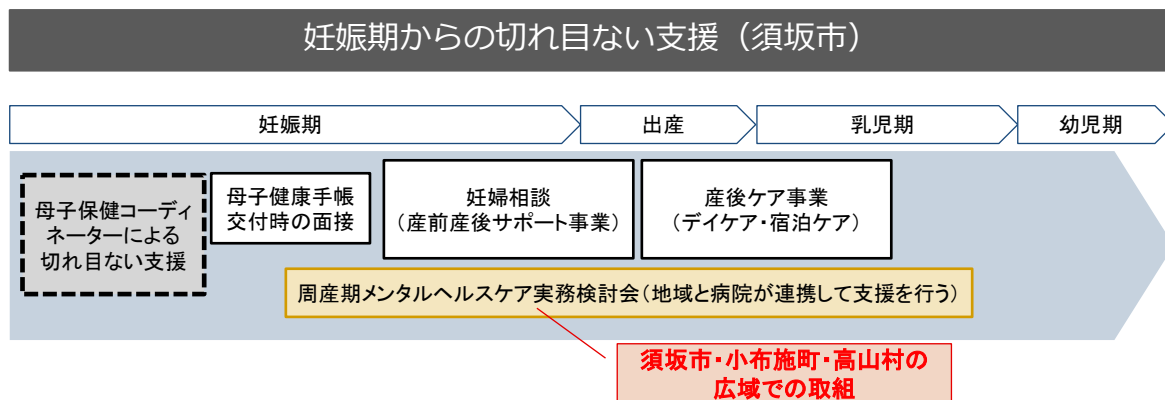 妊娠期からの切れ目ない支援（須坂市）
妊娠期
出産
乳児期
幼児期
母子保健コーディ
ネーターによる
切れ目ない支援
母子健康手帳
交付時の面接
妊婦相談
（産前産後サポート事業）
産後ケア事業
（デイケア・宿泊ケア）
周産期メンタルヘルスケア実務検討会（地域と病院が連携して支援を行う）
須坂市・小布施町・高山村の
広域での取組